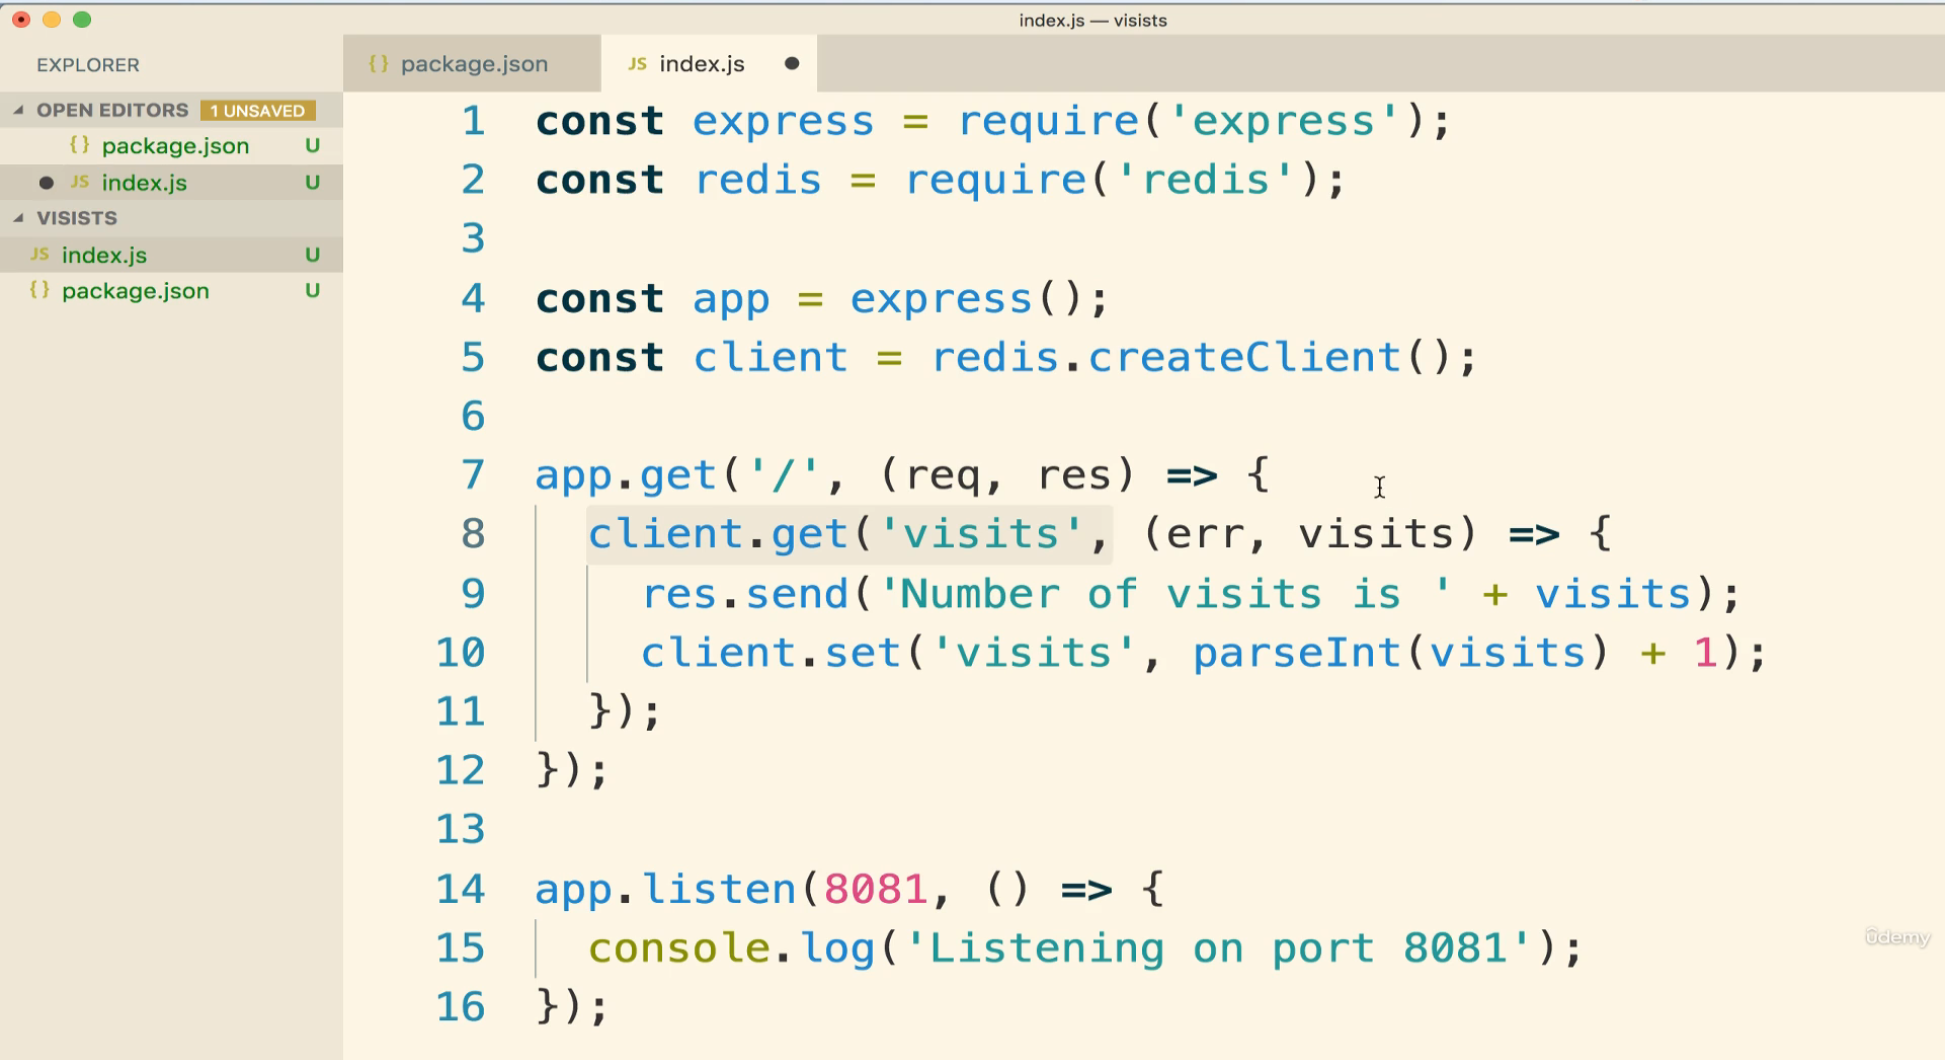 index.js — visists
EXPLORER
{} package.json
JS index.js
OPEN EDITORS 1 UNSAVED
{} package.json U
JS index.js U
VISISTS
JS index.js U
{} package.json U
1 const express = require('express');
2 const redis = require('redis');
3
4 const app = express();
5 const client = redis.createClient();
6
7 app.get('/', (req, res) => {
8 client.get('visits', (err, visits) => {
9 res.send('Number of visits is ' + visits);
10 client.set('visits', parseInt(visits) + 1);
11 });
12 });
13
14 app.listen(8081, () => {
15 console.log('Listening on port 8081');
16 });
ûdemy